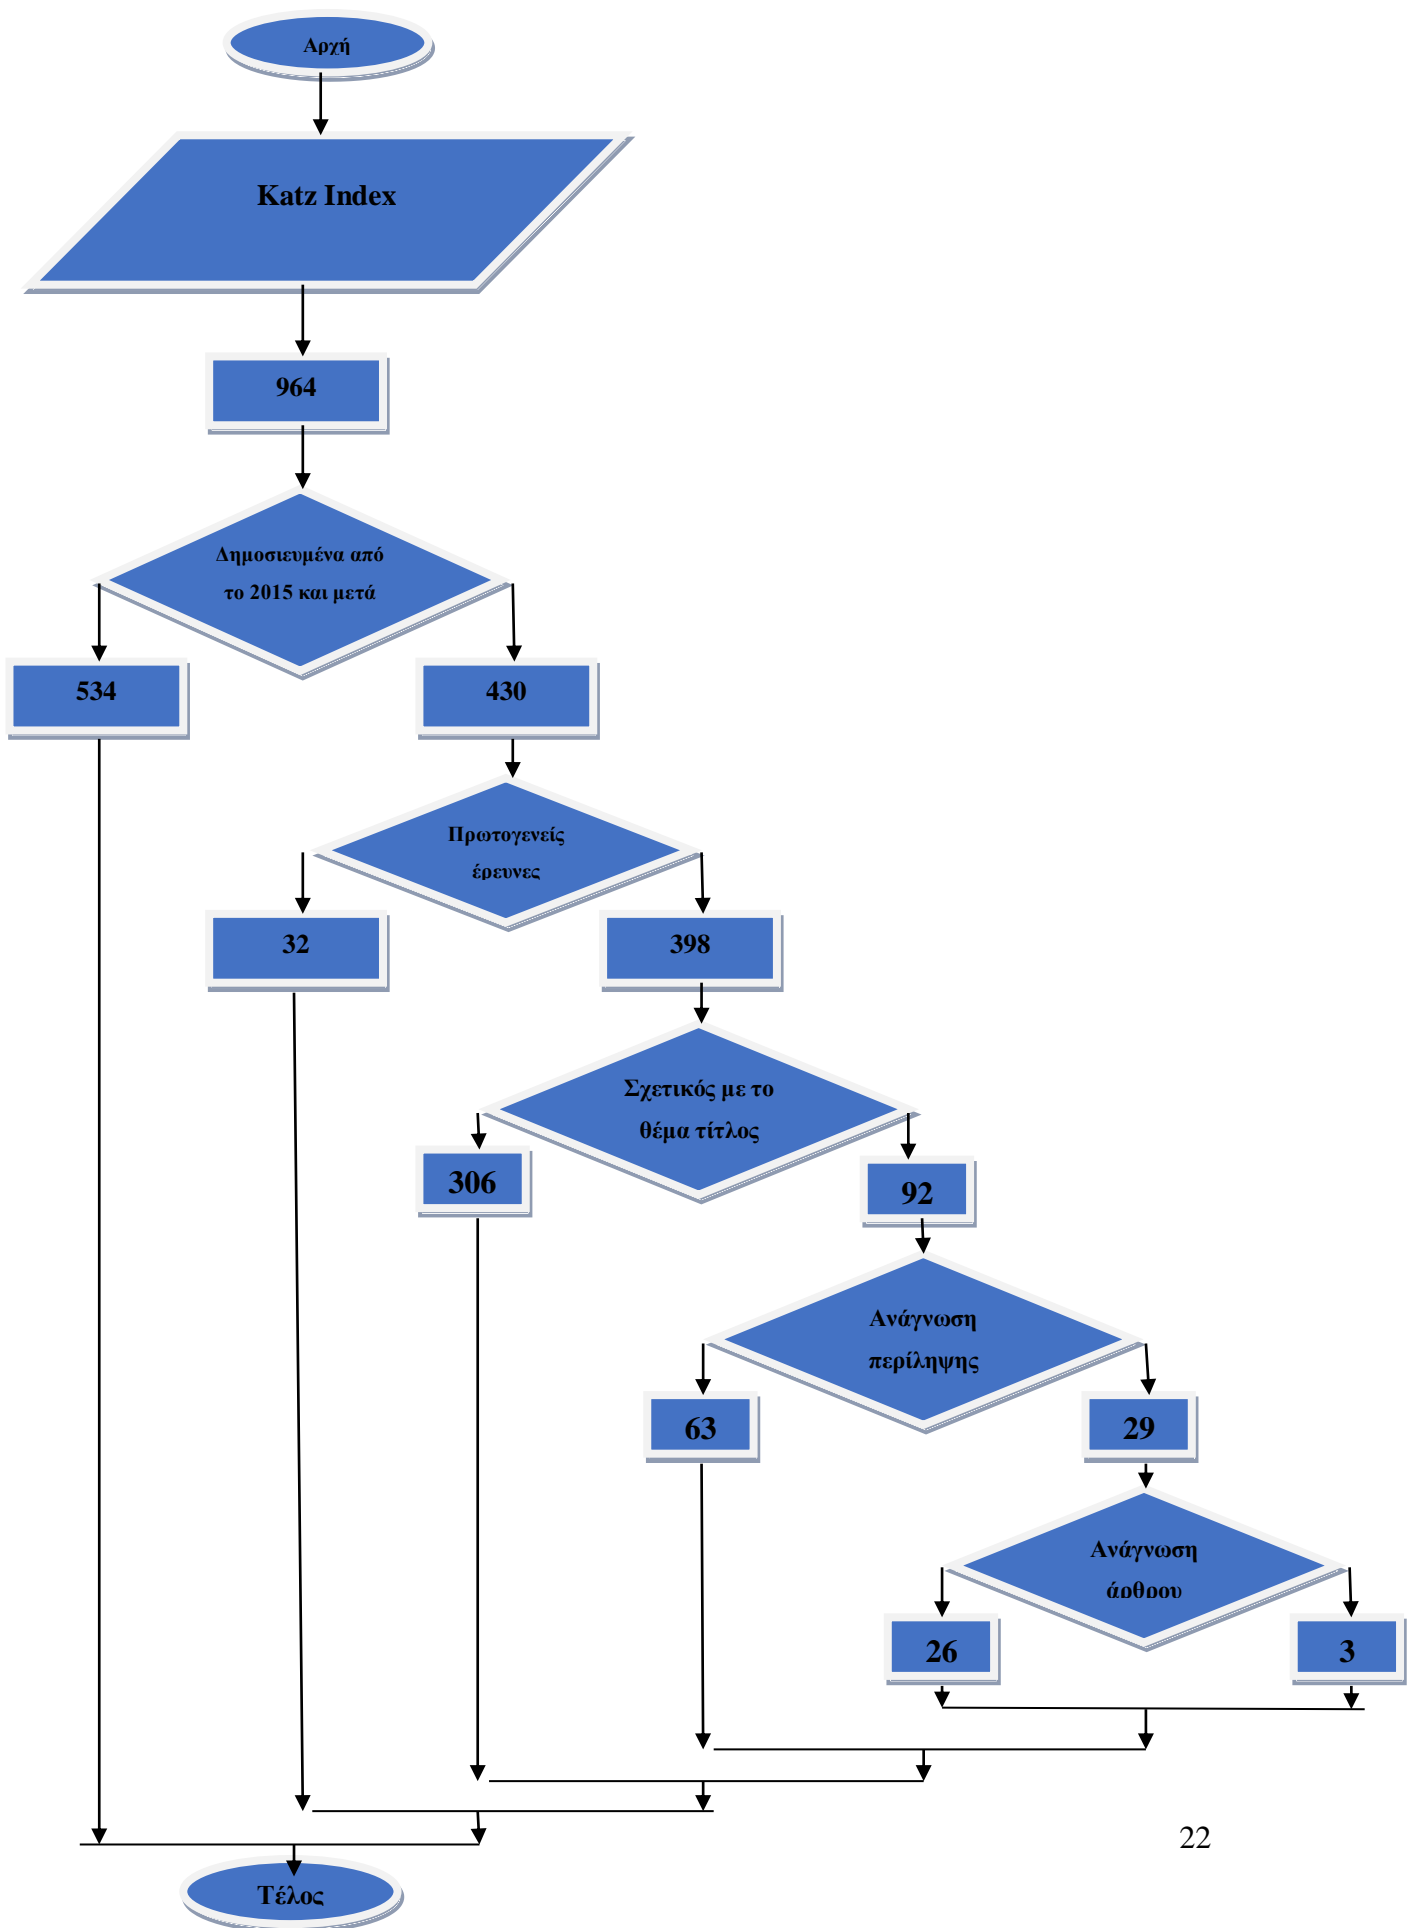 Αρχή
Katz Index
964
Δημοσιευμένα από
το 2015 και μετά
534
430
Πρωτογενείς
έρευνες
32
398
Σχετικός με το
θέμα τίτλος
306
92
Ανάγνωση
περίληψης
63
29
Ανάγνωση
άρθρου
26
3
22
Τέλος